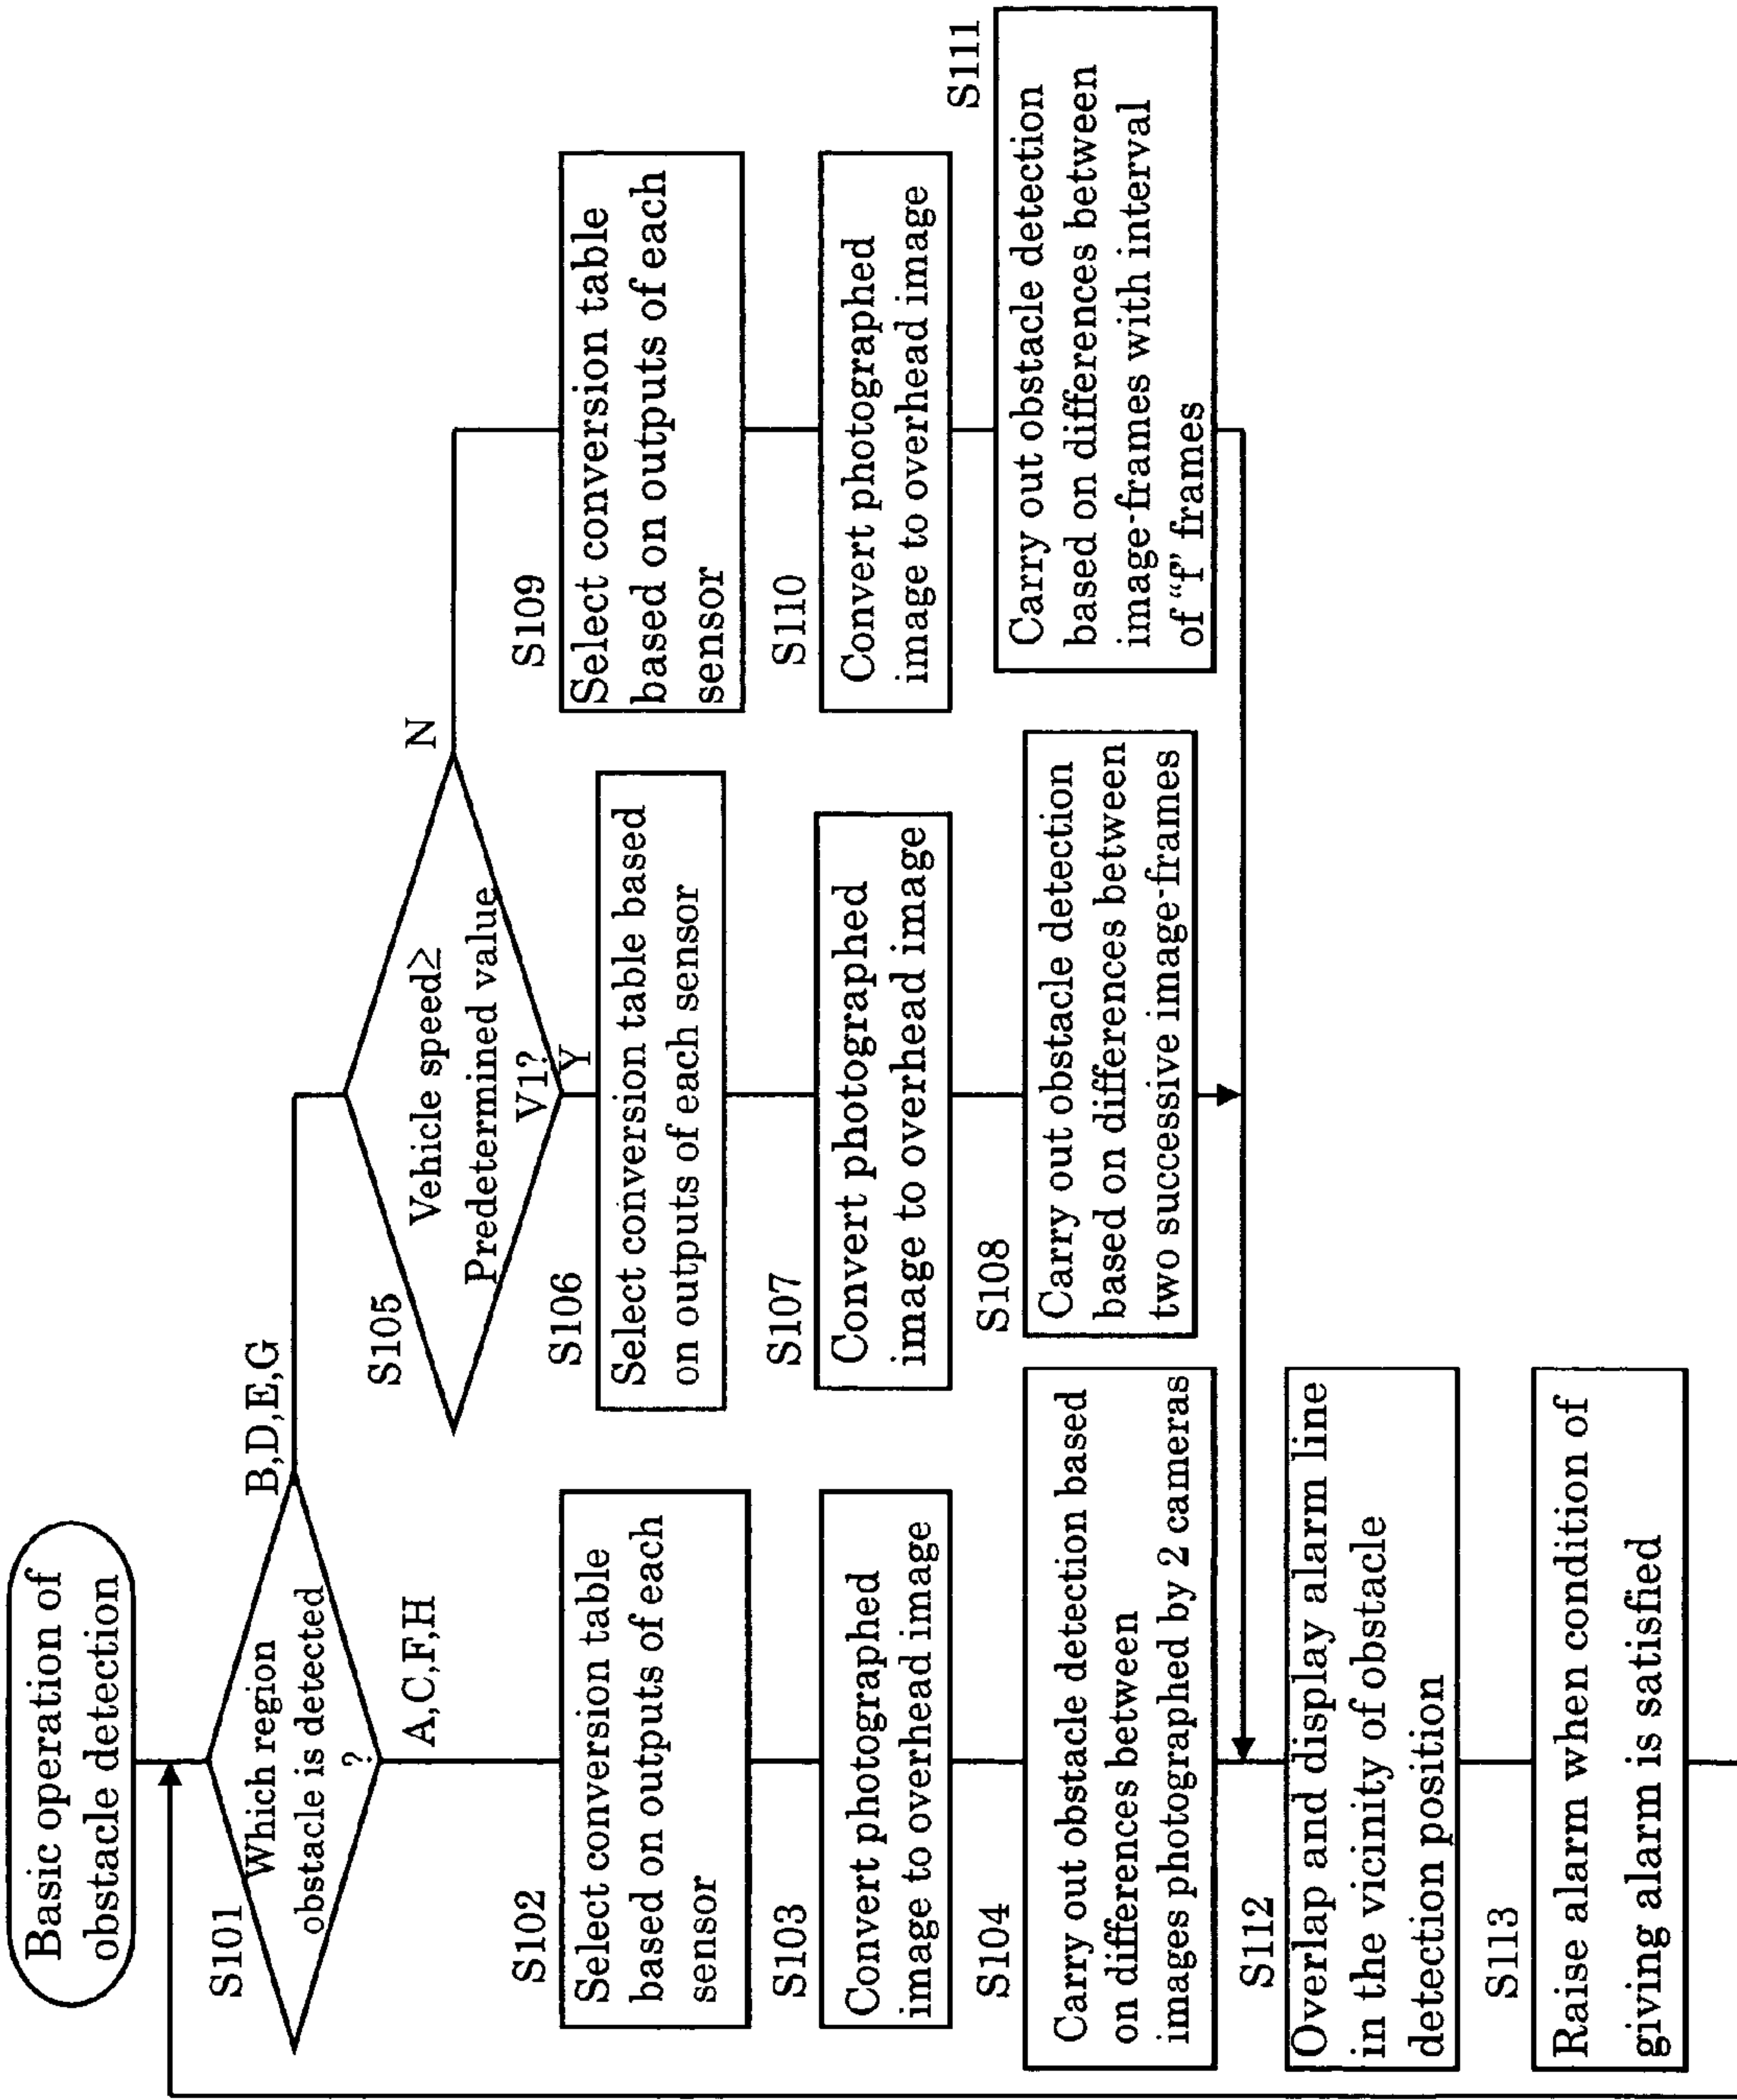 Basic operation of
obstacle detection
S101
Which region
obstacle is detected
?
B,D,E,G
A,C,F,H
S102
Select conversion table
based on outputs of each
sensor
S103
Convert photographed
image to overhead image
S104
Carry out obstacle detection based
on differences between
images photographed by 2 cameras
S105
Vehicle speed≥
Predetermined value
V1?
N
Y
S106
Select conversion table based
on outputs of each sensor
S107
Convert photographed
image to overhead image
S108
Carry out obstacle detection
based on differences between
two successive image-frames
S109
Select conversion table
based on outputs of each
sensor
S110
Convert photographed
image to overhead image
S111
Carry out obstacle detection
based on differences between
image-frames with interval
of "f" frames
S112
Overlap and display alarm line
in the vicinity of obstacle
detection position
S113
Raise alarm when condition of
giving alarm is satisfied